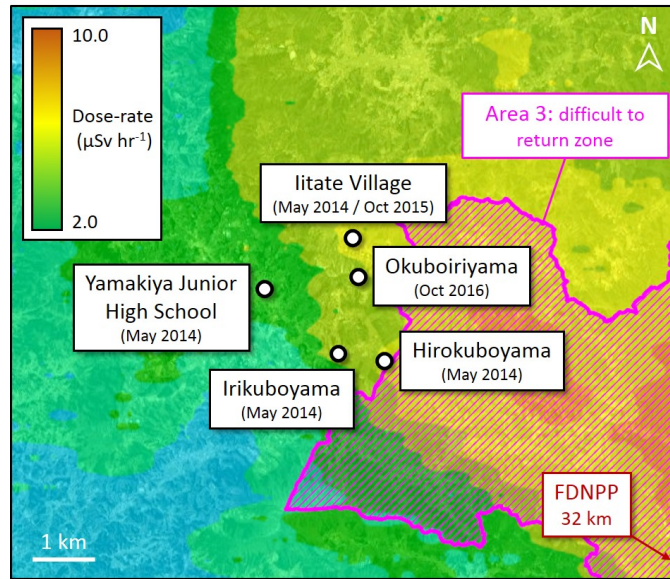 10.0
Dose-rate
(μSv hr⁻¹)
2.0
N
Area 3: difficult to
return zone
Iitate Village
(May 2014 / Oct 2015)
Yamakiya Junior
High School
(May 2014)
Okuboiriyama
(Oct 2016)
Irikuboyama
(May 2014)
Hirokuboyama
(May 2014)
FDNPP
32 km
1 km